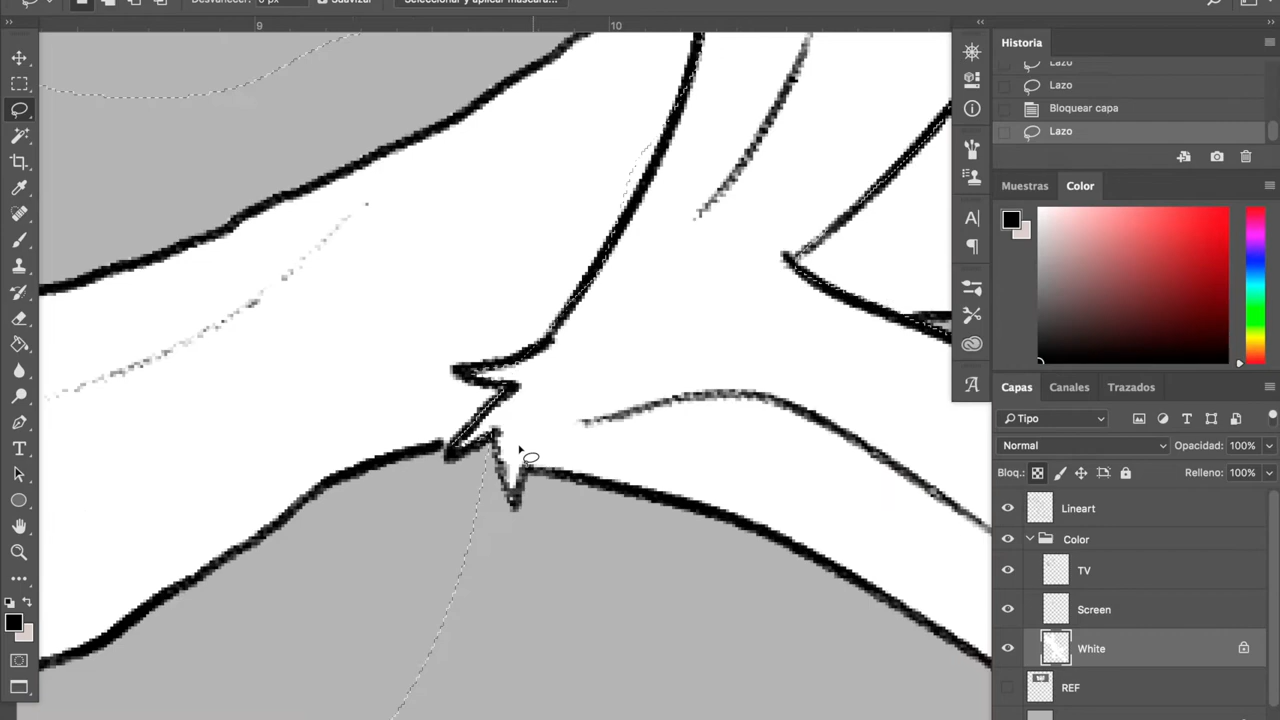 Desvanecer: 0 px
Suavizar
Seleccionar y aplicar máscara...
9
10
Historia
Lazo
Lazo
Bloquear capa
Lazo
Muestras
Color
Capas
Canales
Trazados
Tipo
Normal
Opacidad: 100%
Bloq.:
Relleno: 100%
Lineart
Color
TV
Screen
White
REF